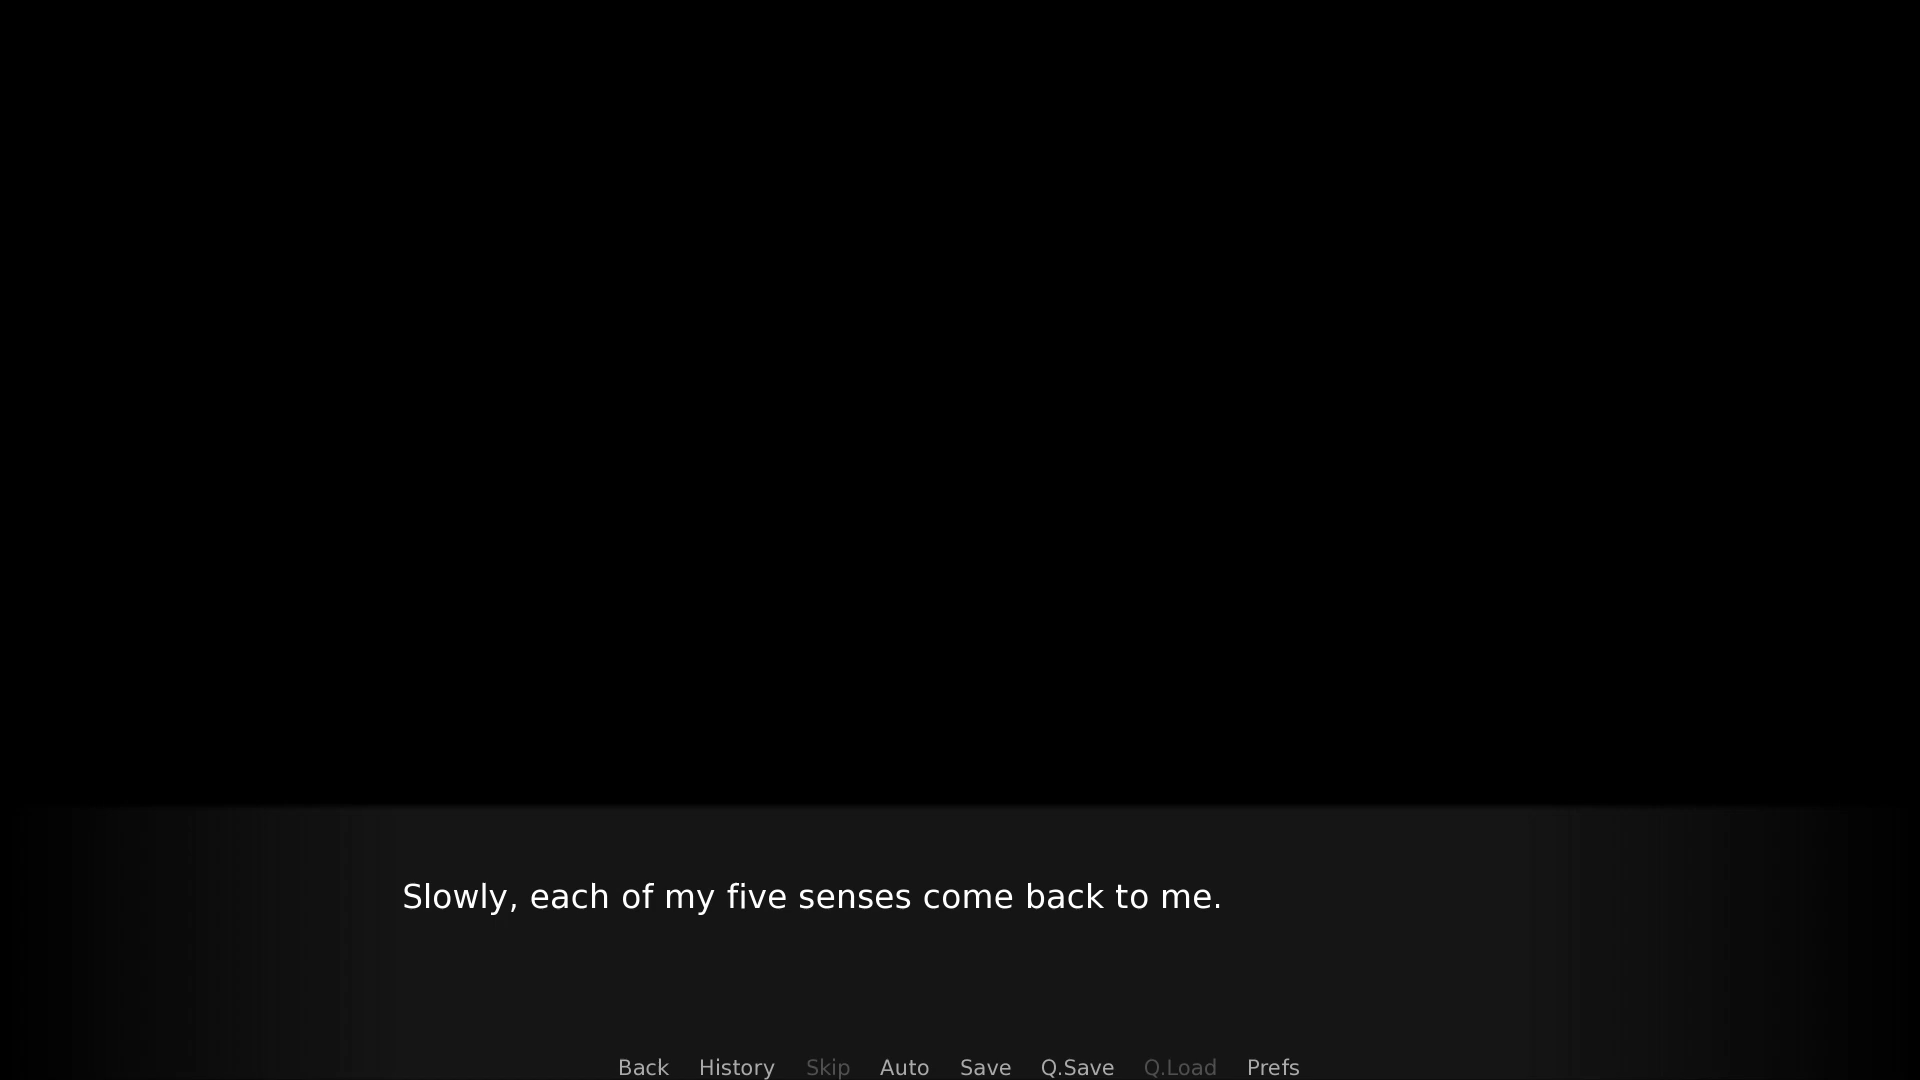 Slowly, each of my five senses come back to me.
Back History Skip Auto Save Q.Save Q.Load Prefs